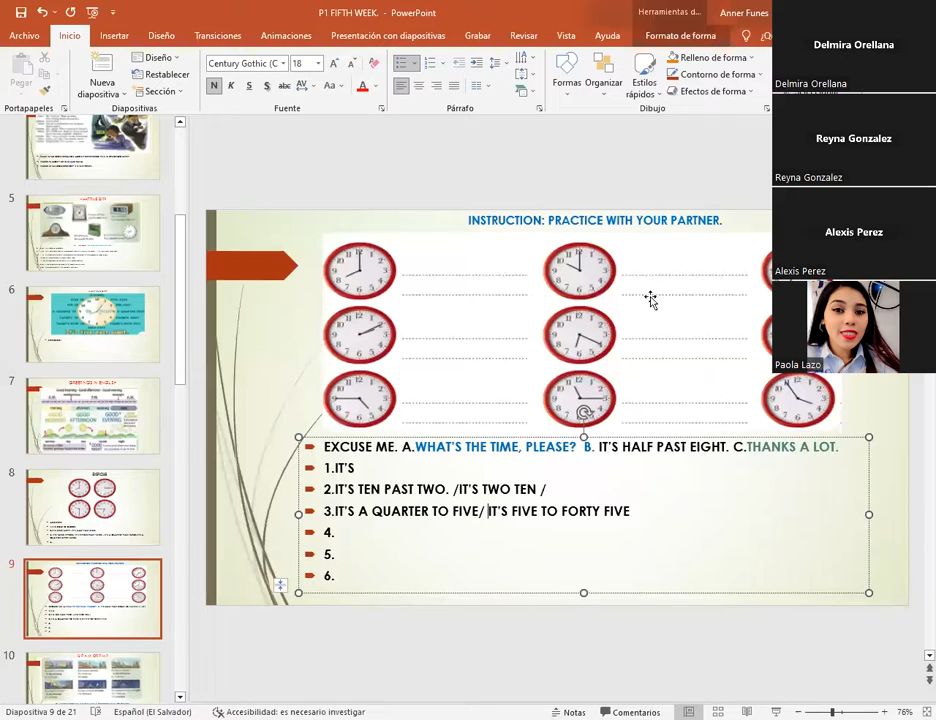 P1 FIFTH WEEK. - PowerPoint
Herramientas d...
Anner Funes
Archivo
Inicio
Insertar
Diseño
Transiciones
Animaciones
Presentación con diapositivas
Grabar
Revisar
Vista
Ayuda
Formato de forma
Pegar
Nueva diapositiva
Diseño
Restablecer
Sección
Century Gothic (C
18
N
K
S
abc
AV
Aa
A
Formas
Organizar
Estilos rápidos
Relleno de forma
Contorno de forma
Efectos de forma
Portapapeles
Diapositivas
Fuente
Párrafo
Dibujo
Delmira Orellana
Delmira Orellana
Reyna Gonzalez
Reyna Gonzalez
Alexis Perez
Alexis Perez
Paola Lazo
5
6
7
8
9
10
INSTRUCTION: PRACTICE WITH YOUR PARTNER.
EXCUSE ME. A.WHAT'S THE TIME, PLEASE? B. IT'S HALF PAST EIGHT. C.THANKS A LOT.
1.IT'S
2.IT'S TEN PAST TWO. /IT'S TWO TEN /
3.IT'S A QUARTER TO FIVE/ IT'S FIVE TO FORTY FIVE
4.
5.
6.
Diapositiva 9 de 21
Español (El Salvador)
Accesibilidad: es necesario investigar
Notas
Comentarios
76%